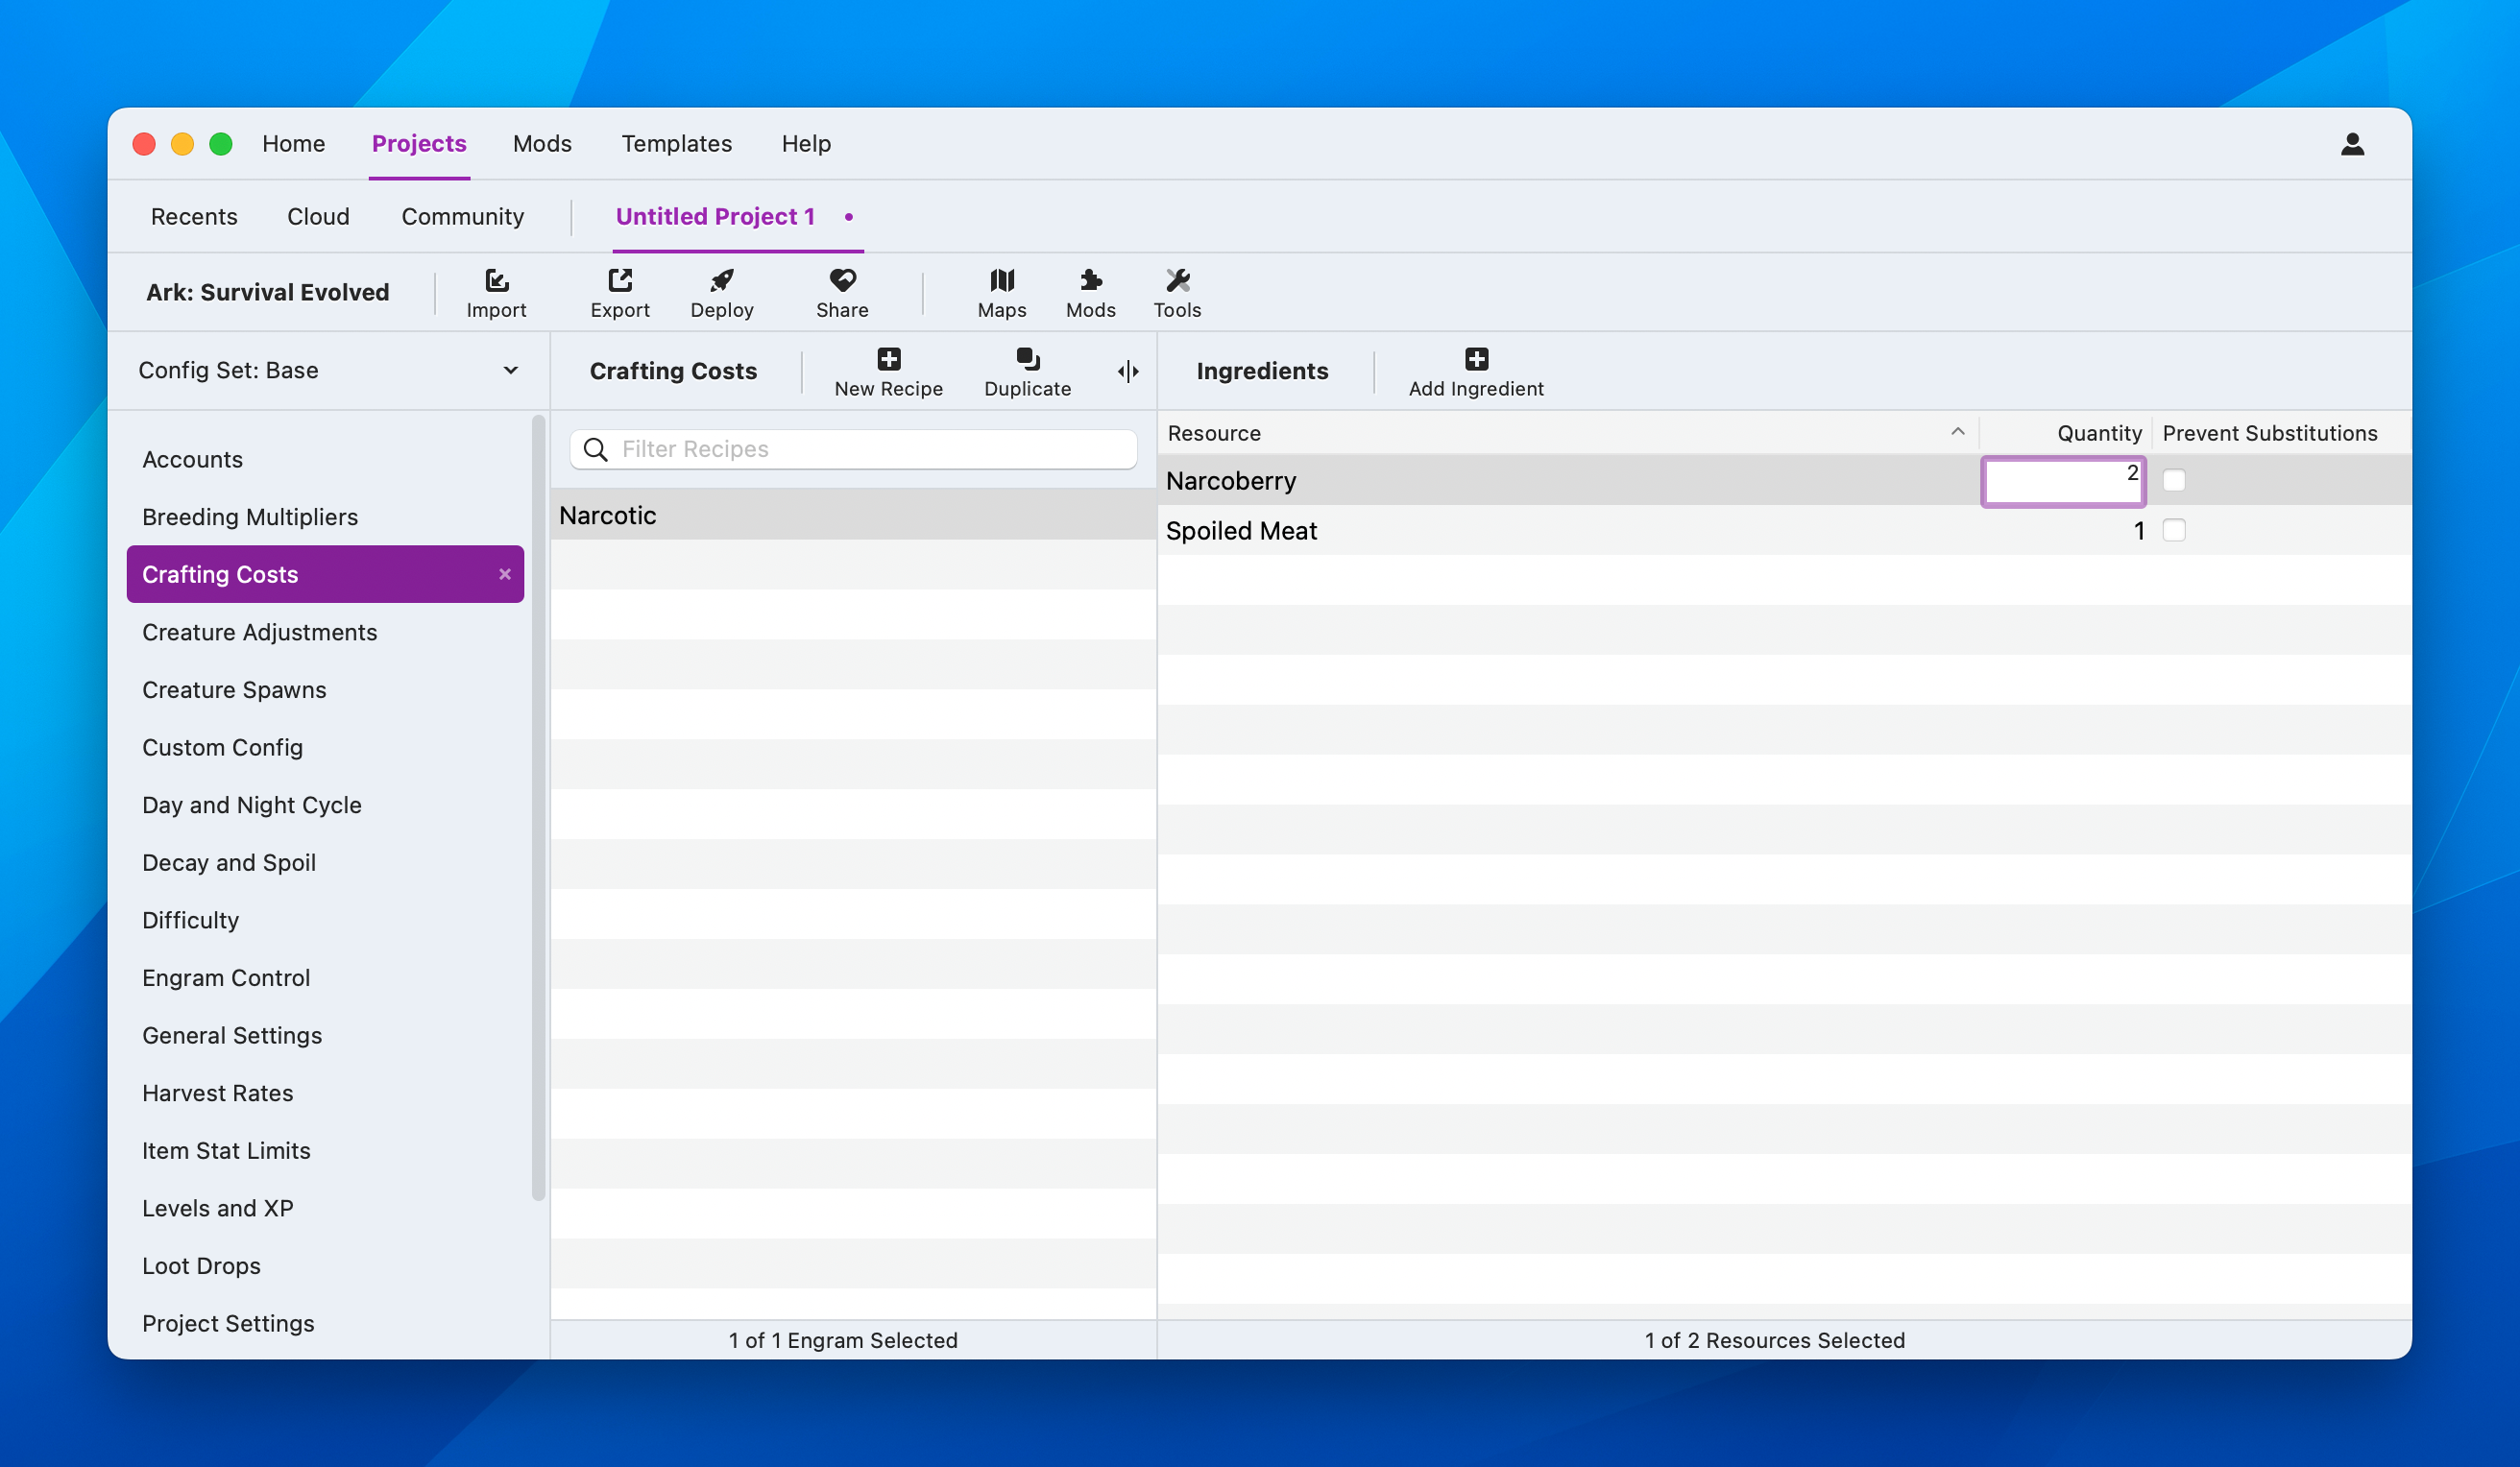 Home Projects Mods Templates Help
Recents Cloud Community Untitled Project 1 •
Ark: Survival Evolved Import Export Deploy Share Maps Mods Tools
Config Set: Base
Accounts
Breeding Multipliers
Crafting Costs
Creature Adjustments
Creature Spawns
Custom Config
Day and Night Cycle
Decay and Spoil
Difficulty
Engram Control
General Settings
Harvest Rates
Item Stat Limits
Levels and XP
Loot Drops
Project Settings
Crafting Costs New Recipe Duplicate
Filter Recipes
Narcotic
1 of 1 Engram Selected
Ingredients Add Ingredient
Resource Quantity Prevent Substitutions
Narcoberry 2
Spoiled Meat 1
1 of 2 Resources Selected